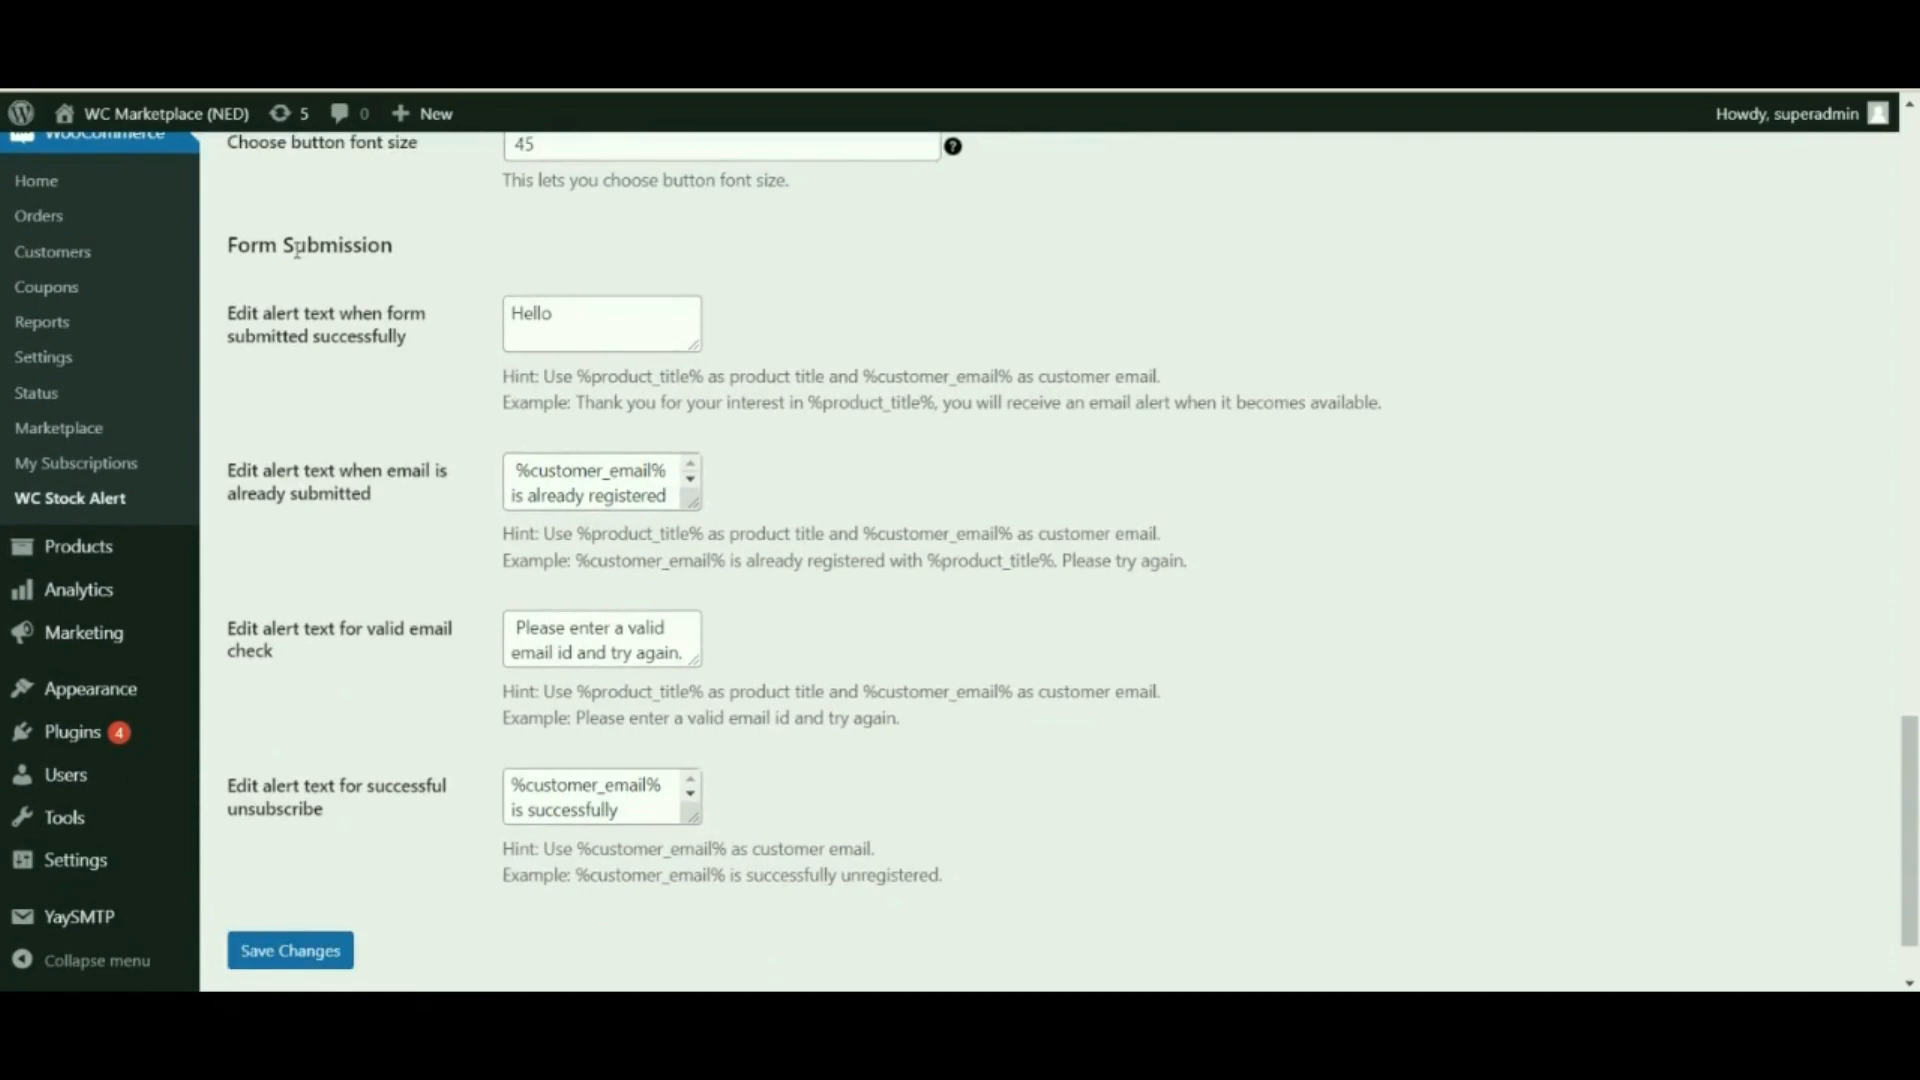 WC Marketplace (NED) 5 0 New Howdy, superadmin
WooCommerce
Home
Orders
Customers
Coupons
Reports
Settings
Status
Marketplace
My Subscriptions
WC Stock Alert
Products
Analytics
Marketing
Appearance
Plugins 4
Users
Tools
Settings
YaySMTP
Collapse menu
Choose button font size
45
This lets you choose button font size.
Form Submission
Edit alert text when form
submitted successfully
Hello
Hint: Use %product_title% as product title and %customer_email% as customer email.
Example: Thank you for your interest in %product_title%, you will receive an email alert when it becomes available.
Edit alert text when email is
already submitted
%customer_email%
is already registered
Hint: Use %product_title% as product title and %customer_email% as customer email.
Example: %customer_email% is already registered with %product_title%. Please try again.
Edit alert text for valid email
check
Please enter a valid
email id and try again.
Hint: Use %product_title% as product title and %customer_email% as customer email.
Example: Please enter a valid email id and try again.
Edit alert text for successful
unsubscribe
%customer_email%
is successfully
Hint: Use %customer_email% as customer email.
Example: %customer_email% is successfully unregistered.
Save Changes